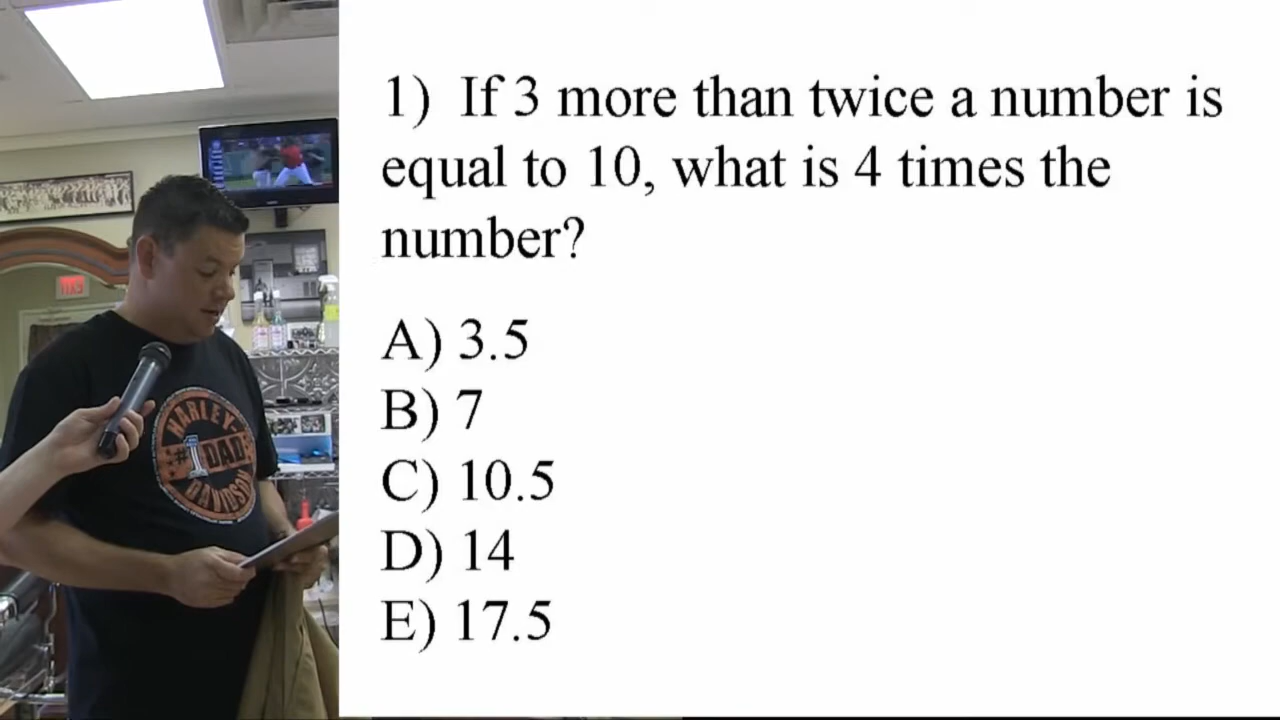 1) If 3 more than twice a number is
equal to 10, what is 4 times the
number?
A) 3.5
B) 7
C) 10.5
D) 14
E) 17.5
HARLEY-
#1 DAD
DAVIDSON